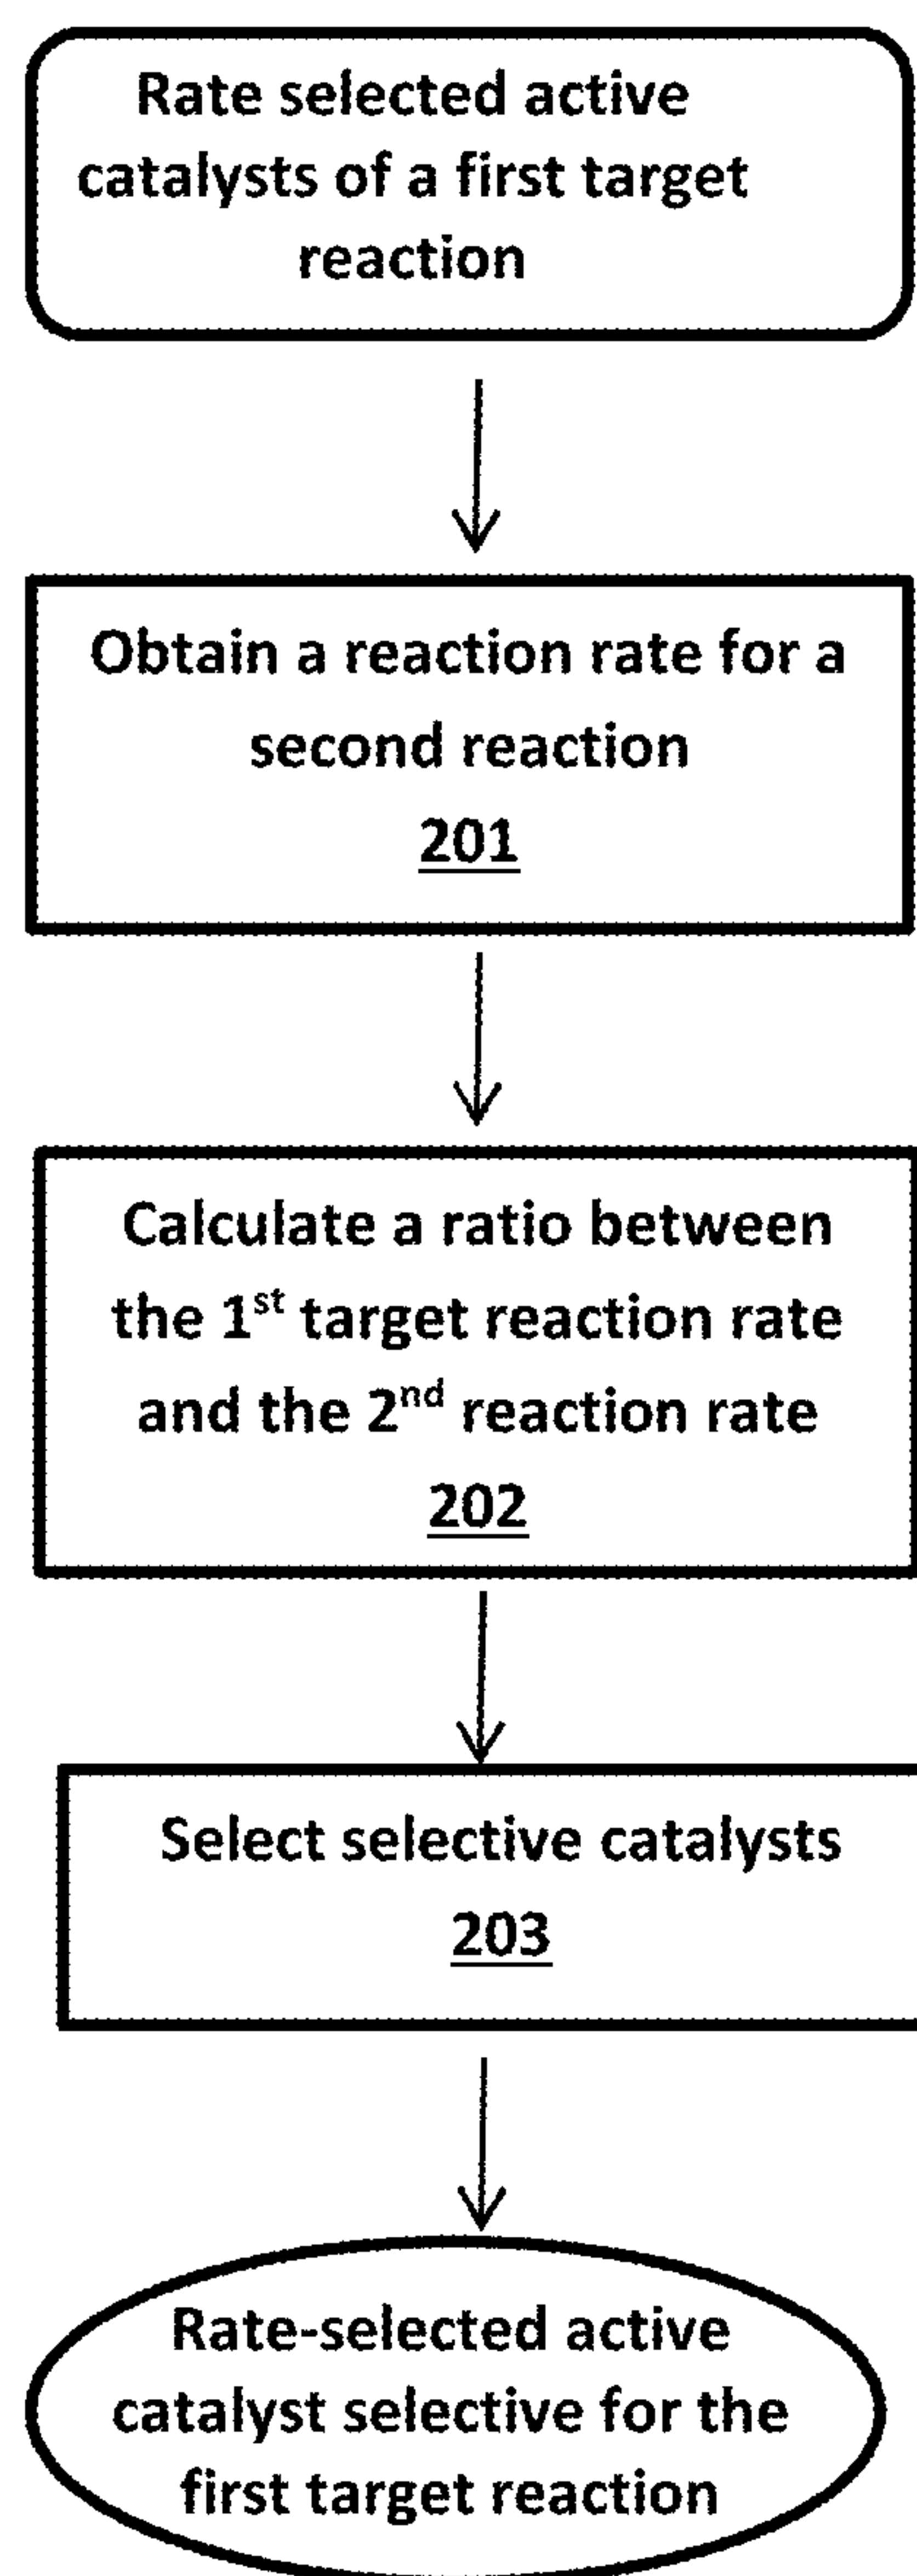 Rate selected active
catalysts of a first target
reaction
Obtain a reaction rate for a
second reaction
201
Calculate a ratio between
the 1st target reaction rate
and the 2nd reaction rate
202
Select selective catalysts
203
Rate-selected active
catalyst selective for the
first target reaction